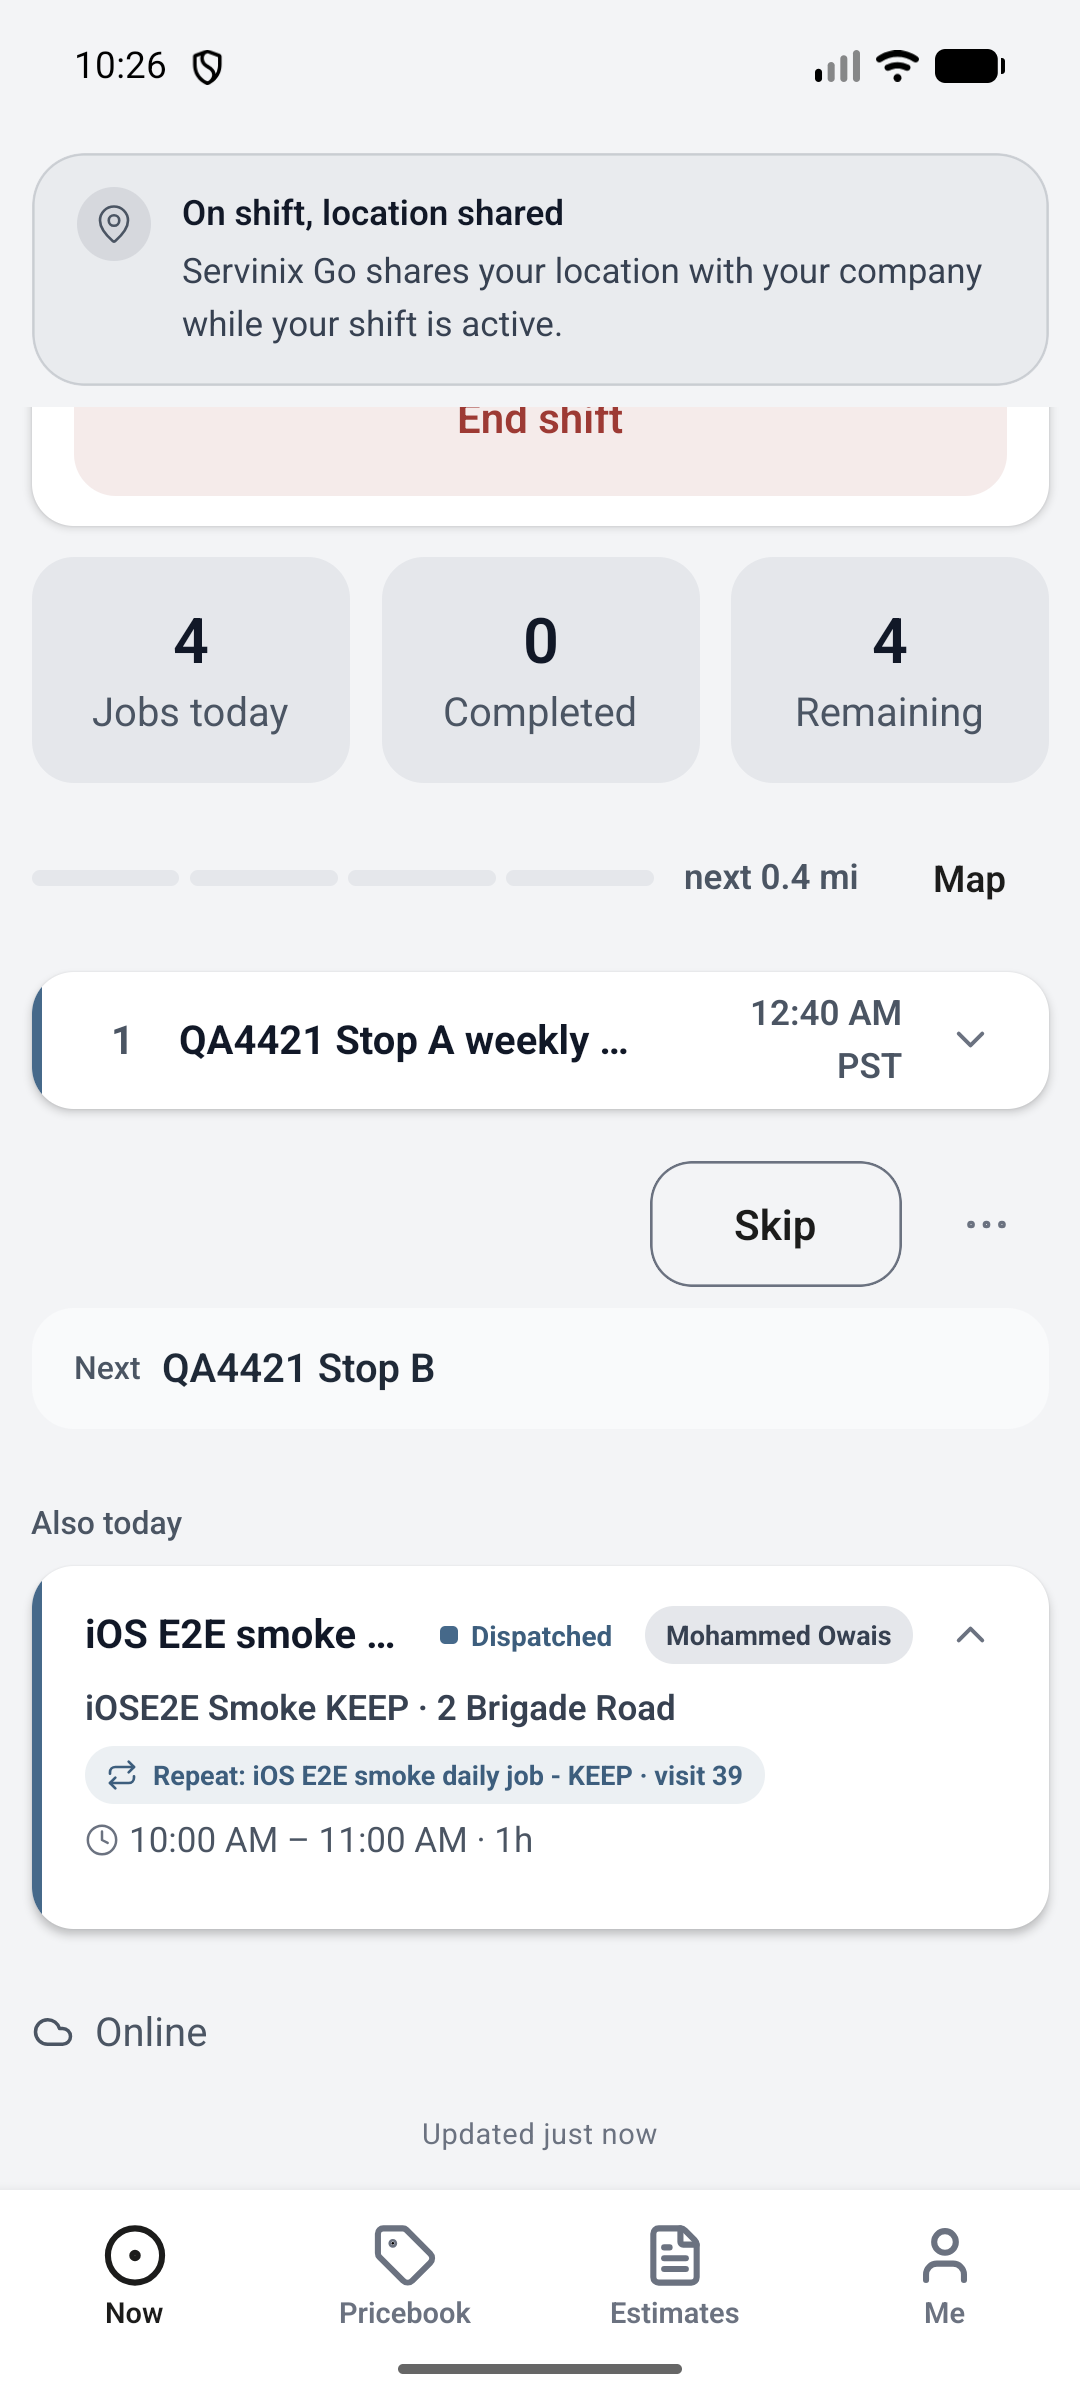 10:26
On shift, location shared
Servinix Go shares your location with your company
while your shift is active.
End shift
4
Jobs today
0
Completed
4
Remaining
next 0.4 mi
Map
1
QA4421 Stop A weekly ...
12:40 AM
PST
Skip
Next QA4421 Stop B
Also today
iOS E2E smoke ...
Dispatched
Mohammed Owais
iOSE2E Smoke KEEP · 2 Brigade Road
Repeat: iOS E2E smoke daily job - KEEP · visit 39
10:00 AM – 11:00 AM · 1h
Online
Updated just now
Now
Pricebook
Estimates
Me